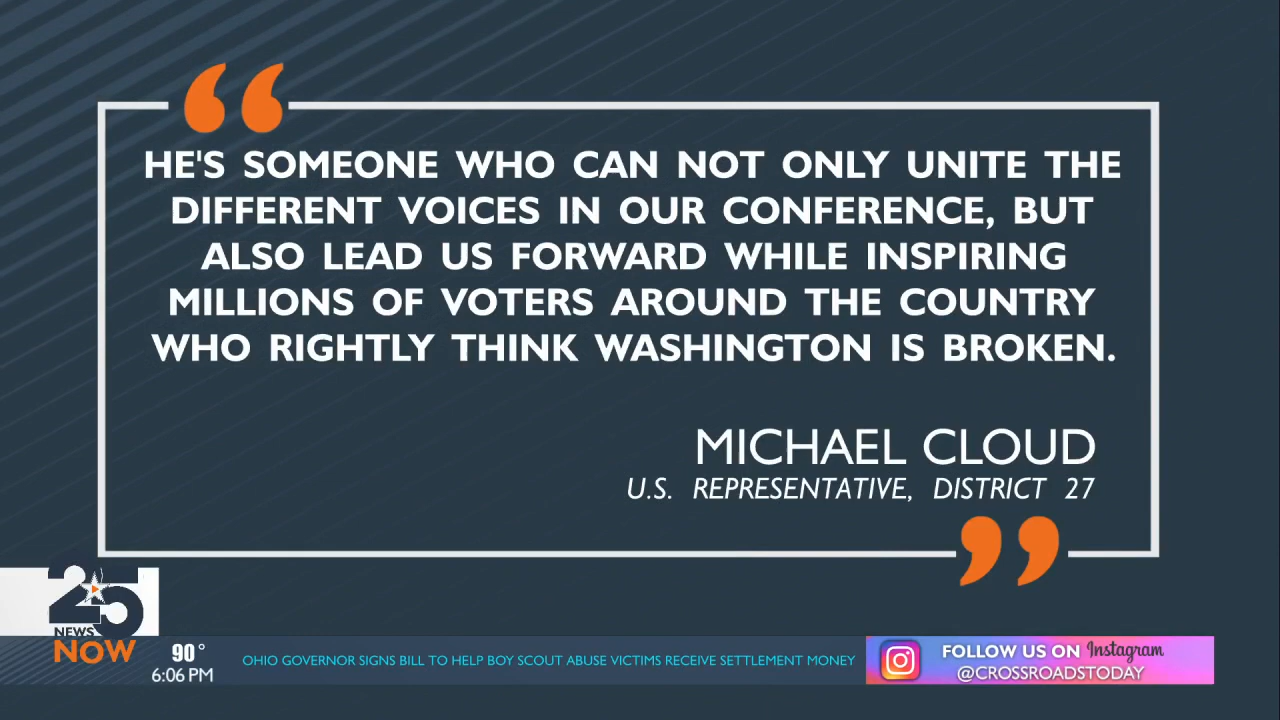 HE'S SOMEONE WHO CAN NOT ONLY UNITE THE
DIFFERENT VOICES IN OUR CONFERENCE, BUT
ALSO LEAD US FORWARD WHILE INSPIRING
MILLIONS OF VOTERS AROUND THE COUNTRY
WHO RIGHTLY THINK WASHINGTON IS BROKEN.
MICHAEL CLOUD
U.S. REPRESENTATIVE, DISTRICT 27
25
NEWS
NOW
90°
6:06 PM
OHIO GOVERNOR SIGNS BILL TO HELP BOY SCOUT ABUSE VICTIMS RECEIVE SETTLEMENT MONEY
FOLLOW US ON Instagram
@CROSSROADSTODAY